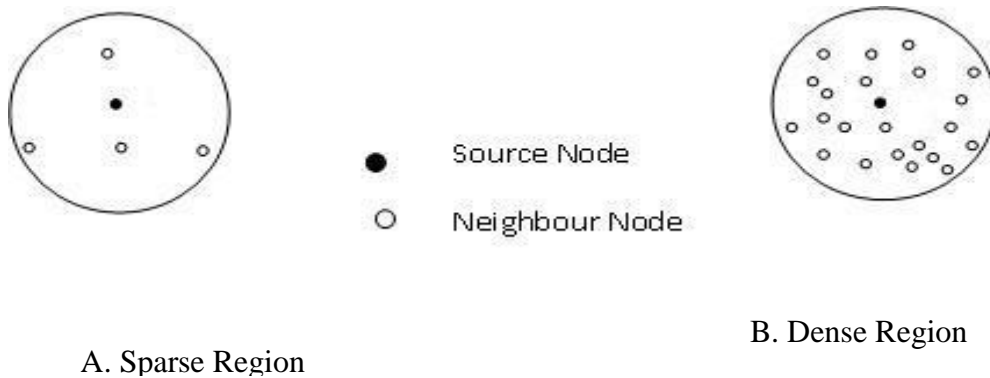 Source Node
Neighbour Node
B. Dense Region
A. Sparse Region